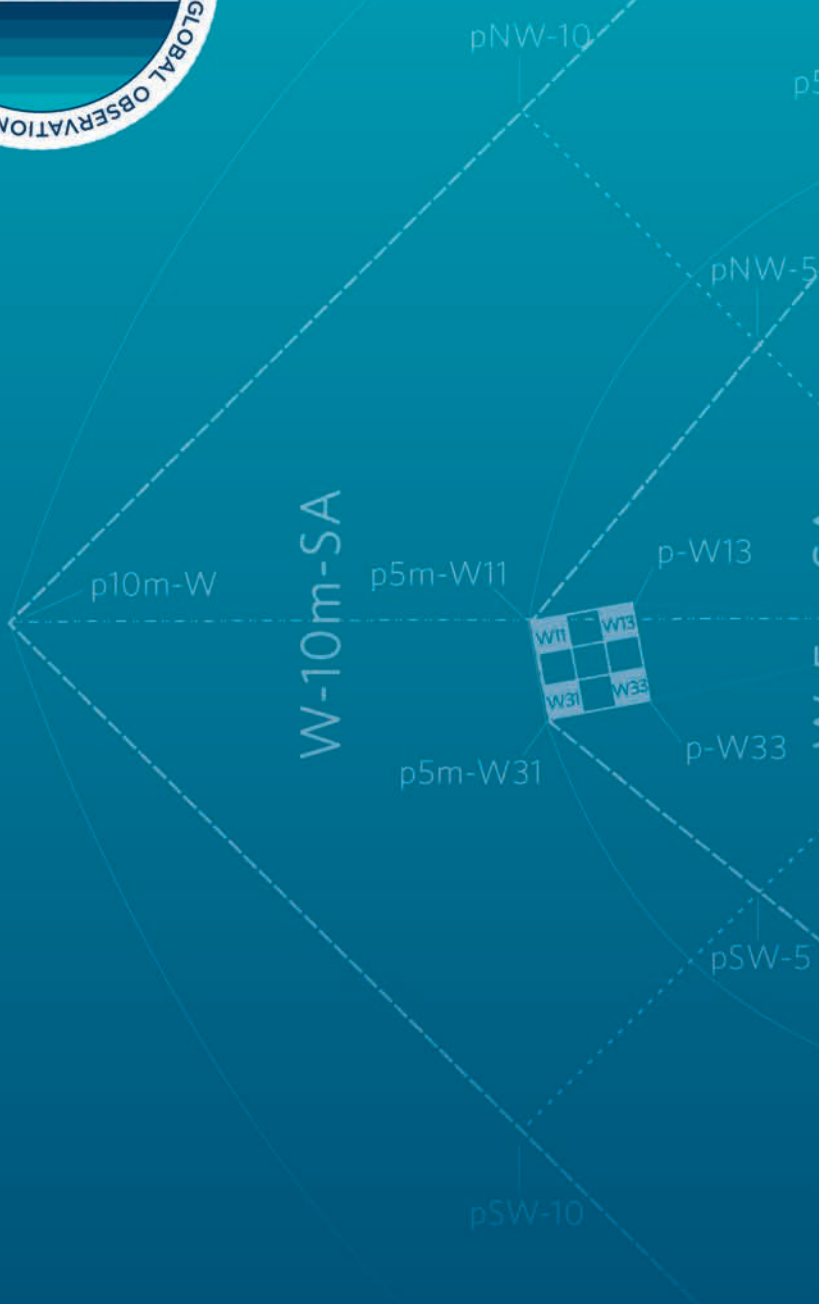 GLOBAL OBSERVATION
pNW-10
pNW-5
W-10m-SA
p10m-W
p5m-W11
p-W13
W11
W13
W31
W33
p5m-W31
p-W33
pSW-5
pSW-10